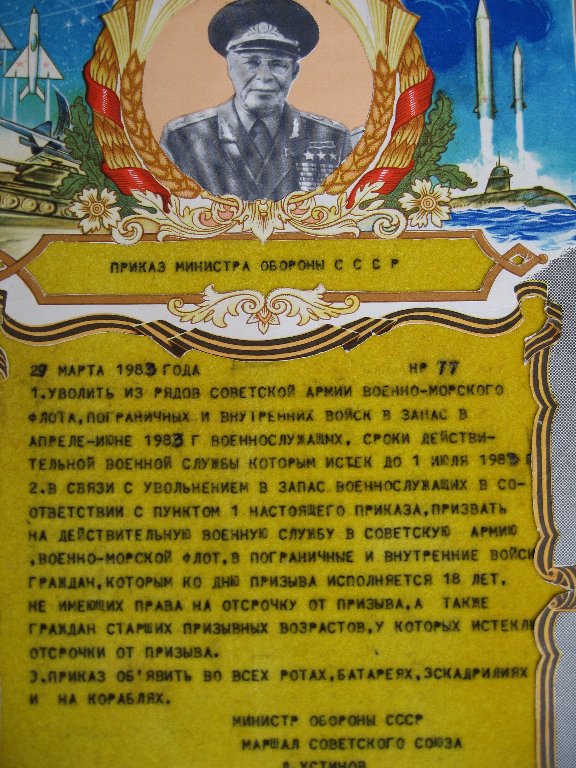 ПРИКАЗ МИНИСТРА ОБОРОНЫ С С С Р
29 МАРТА 1983 ГОДА НР 77
1.УВОЛИТЬ ИЗ РЯДОВ СОВЕТСКОЙ АРМИИ ВОЕННО-МОРСКОГО
ФЛОТА,ПОГРАНИЧНЫХ И ВНУТРЕННИХ ВОЙСК В ЗАПАС В
АПРЕЛЕ-ИЮНЕ 1983 Г ВОЕННОСЛУЖАЩИХ, СРОКИ ДЕЙСТВИ-
ТЕЛЬНОЙ ВОЕННОЙ СЛУЖБЫ КОТОРЫМ ИСТЕК ДО 1 ИЮЛЯ 1983 Г
2.В СВЯЗИ С УВОЛЬНЕНИЕМ В ЗАПАС ВОЕННОСЛУЖАЩИХ В СО-
ОТВЕТСТВИИ С ПУНКТОМ 1 НАСТОЯЩЕГО ПРИКАЗА,ПРИЗВАТЬ
НА ДЕЙСТВИТЕЛЬНУЮ ВОЕННУЮ СЛУЖБУ В СОВЕТСКУЮ АРМИЮ
,ВОЕННО-МОРСКОЙ ФЛОТ,В ПОГРАНИЧНЫЕ И ВНУТРЕННИЕ ВОЙСК
ГРАЖДАН,КОТОРЫМ КО ДНЮ ПРИЗЫВА ИСПОЛНЯЕТСЯ 18 ЛЕТ,
НЕ ИМЕЮЩИХ ПРАВА НА ОТСРОЧКУ ОТ ПРИЗЫВА,А ТАКЖЕ
ГРАЖДАН СТАРШИХ ПРИЗЫВНЫХ ВОЗРАСТОВ,У КОТОРЫХ ИСТЕКЛИ
ОТСРОЧКИ ОТ ПРИЗЫВА.
3.ПРИКАЗ ОБ'ЯВИТЬ ВО ВСЕХ РОТАХ,БАТАРЕЯХ,ЭСКАДРИЛИЯХ
И НА КОРАБЛЯХ.
МИНИСТР ОБОРОНЫ СССР
МАРШАЛ СОВЕТСКОГО СОЮЗА
Д.УСТИНОВ